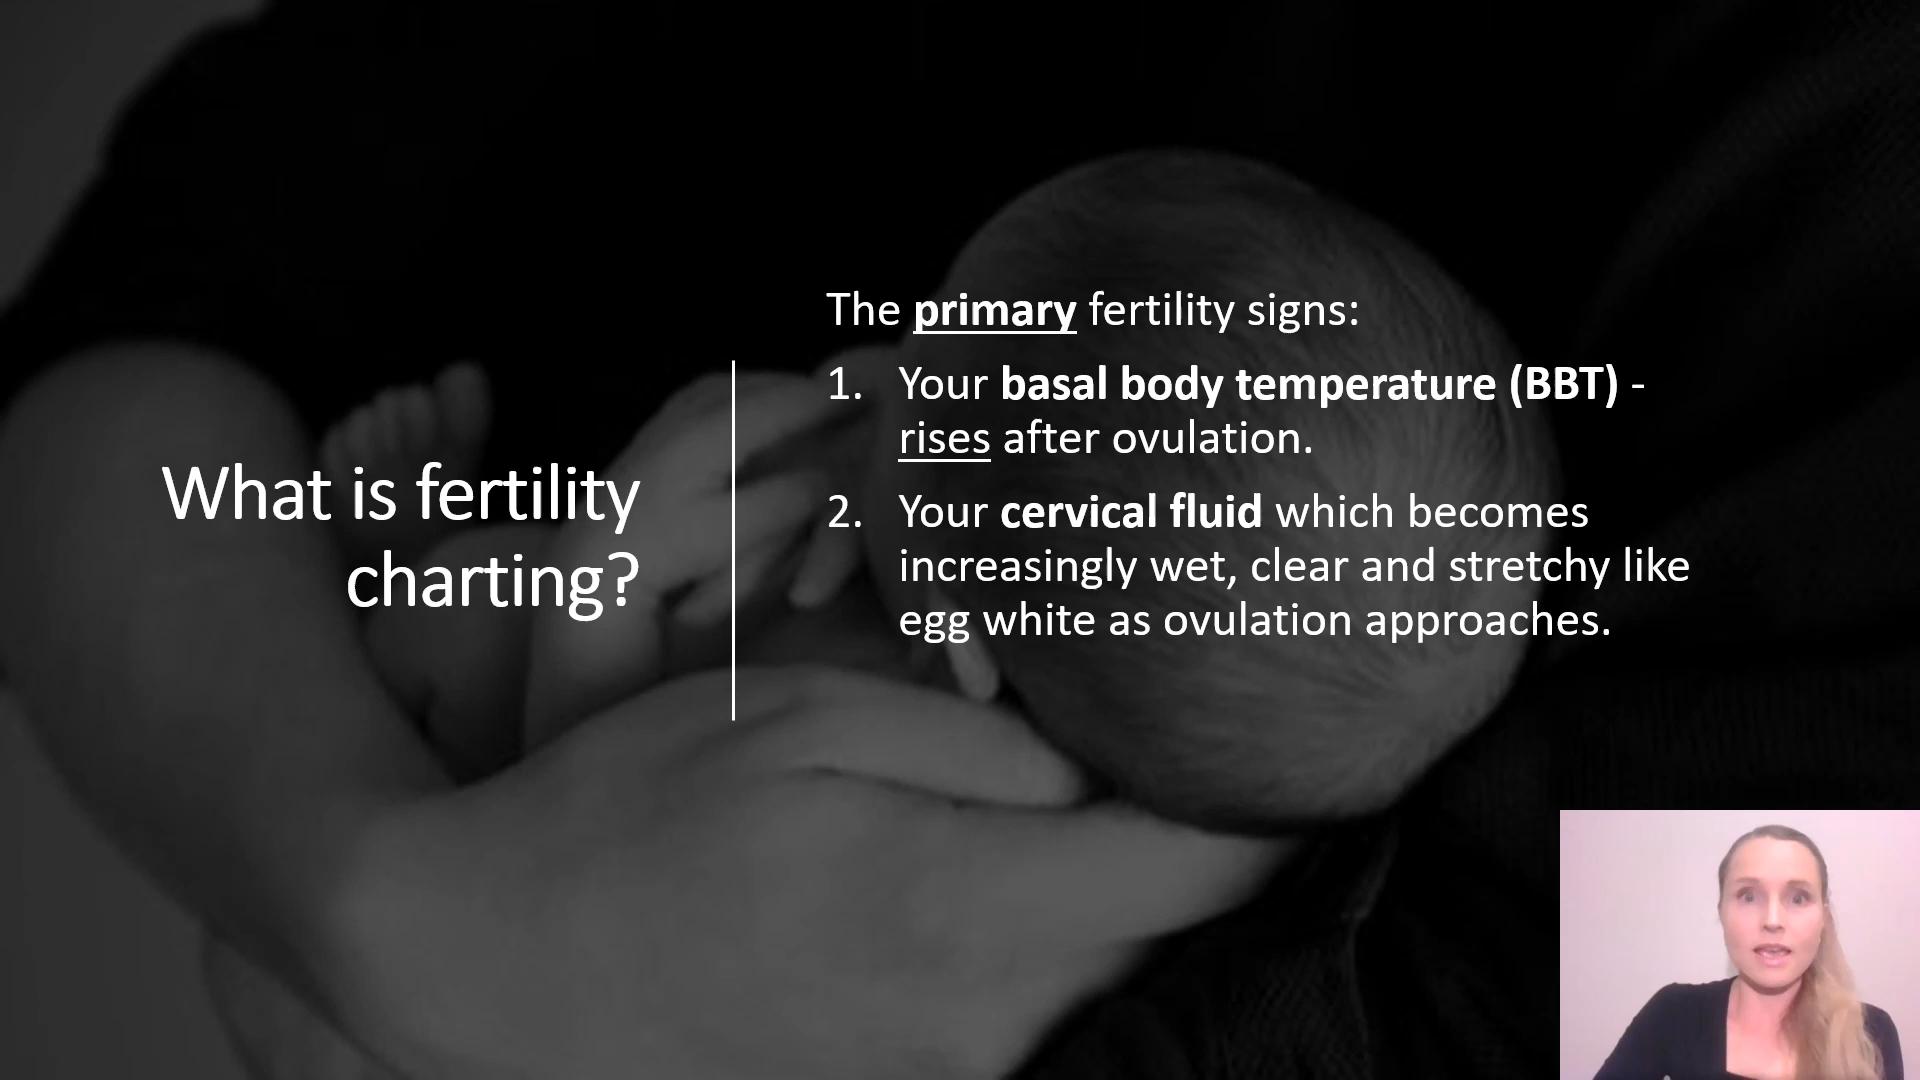 What is fertility
charting?
The primary fertility signs:
1. Your basal body temperature (BBT) -
rises after ovulation.
2. Your cervical fluid which becomes
increasingly wet, clear and stretchy like
egg white as ovulation approaches.